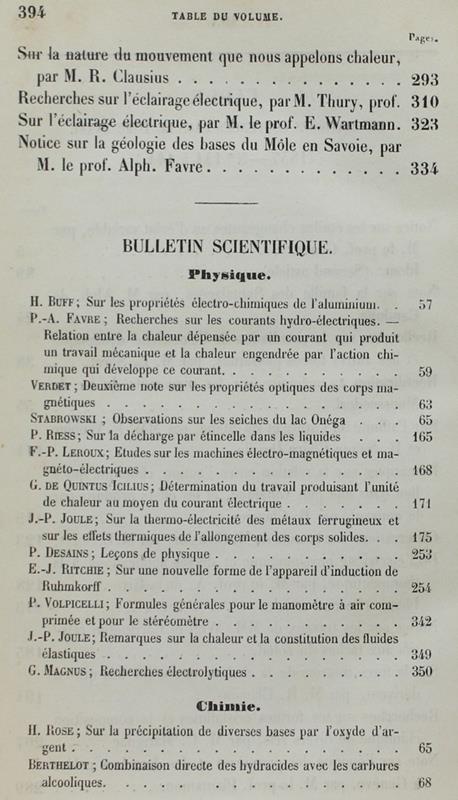 394
TABLE DU VOLUME.
Pages.
Sur la nature du mouvement que nous appelons chaleur,
par M. R. Clausius . . . . . . . . . . . . . . . 293
Recherches sur l'éclairage électrique, par M. Thury, prof. 310
Sur l'éclairage électrique, par M. le prof. E. Wartmann. 323
Notice sur la géologie des bases du Môle en Savoie, par
M. le prof. Alph. Favre . . . . . . . . . . . . . 334
BULLETIN SCIENTIFIQUE.
Physique.
H. BUFF; Sur les propriétés électro-chimiques de l'aluminium. . 57
P.-A. FAVRE; Recherches sur les courants hydro-électriques. —
Relation entre la chaleur dépensée par un courant qui produit
un travail mécanique et la chaleur engendrée par l'action chi-
mique qui développe ce courant. . . . . . . . . . . 59
VERDET; Deuxième note sur les propriétés optiques des corps ma-
gnétiques . . . . . . . . . . . . . . . . 63
STABROWSKI ; Observations sur les seiches du lac Onéga . . . 65
P. RIESS; Sur la décharge par étincelle dans les liquides . . . 165
F.-P. LEROUX; Etudes sur les machines électro-magnétiques et ma-
gnéto-électriques . . . . . . . . . . . . . . 168
G. DE QUINTUS ICILIUS; Détermination du travail produisant l'unité
de chaleur au moyen du courant électrique . . . . . . . 171
J.-P. JOULE; Sur la thermo-électricité des métaux ferrugineux et
sur les effets thermiques de l'allongement des corps solides. . . 175
P. DESAINS; Leçons de physique . . . . . . . . . . 253
E.-J. RITCHIE ; Sur une nouvelle forme de l'appareil d'induction de
Ruhmkorff . . . . . . . . . . . . . . . . 254
P. VOLPICELLI; Formules générales pour le manomètre à air com-
primée et pour le stéréomètre . . . . . . . . . . . 342
J.-P. JOULE; Remarques sur la chaleur et la constitution des fluides
élastiques . . . . . . . . . . . . . . . . 349
G. MAGNUS ; Recherches électrolytiques . . . . . . . . 350
Chimie.
H. ROSE; Sur la précipitation de diverses bases par l'oxyde d'ar-
gent . . . . . . . . . . . . . . . . . . 65
BERTHELOT ; Combinaison directe des hydracides avec les carbures
alcooliques. . . . . . . . . . . . . . . . 68